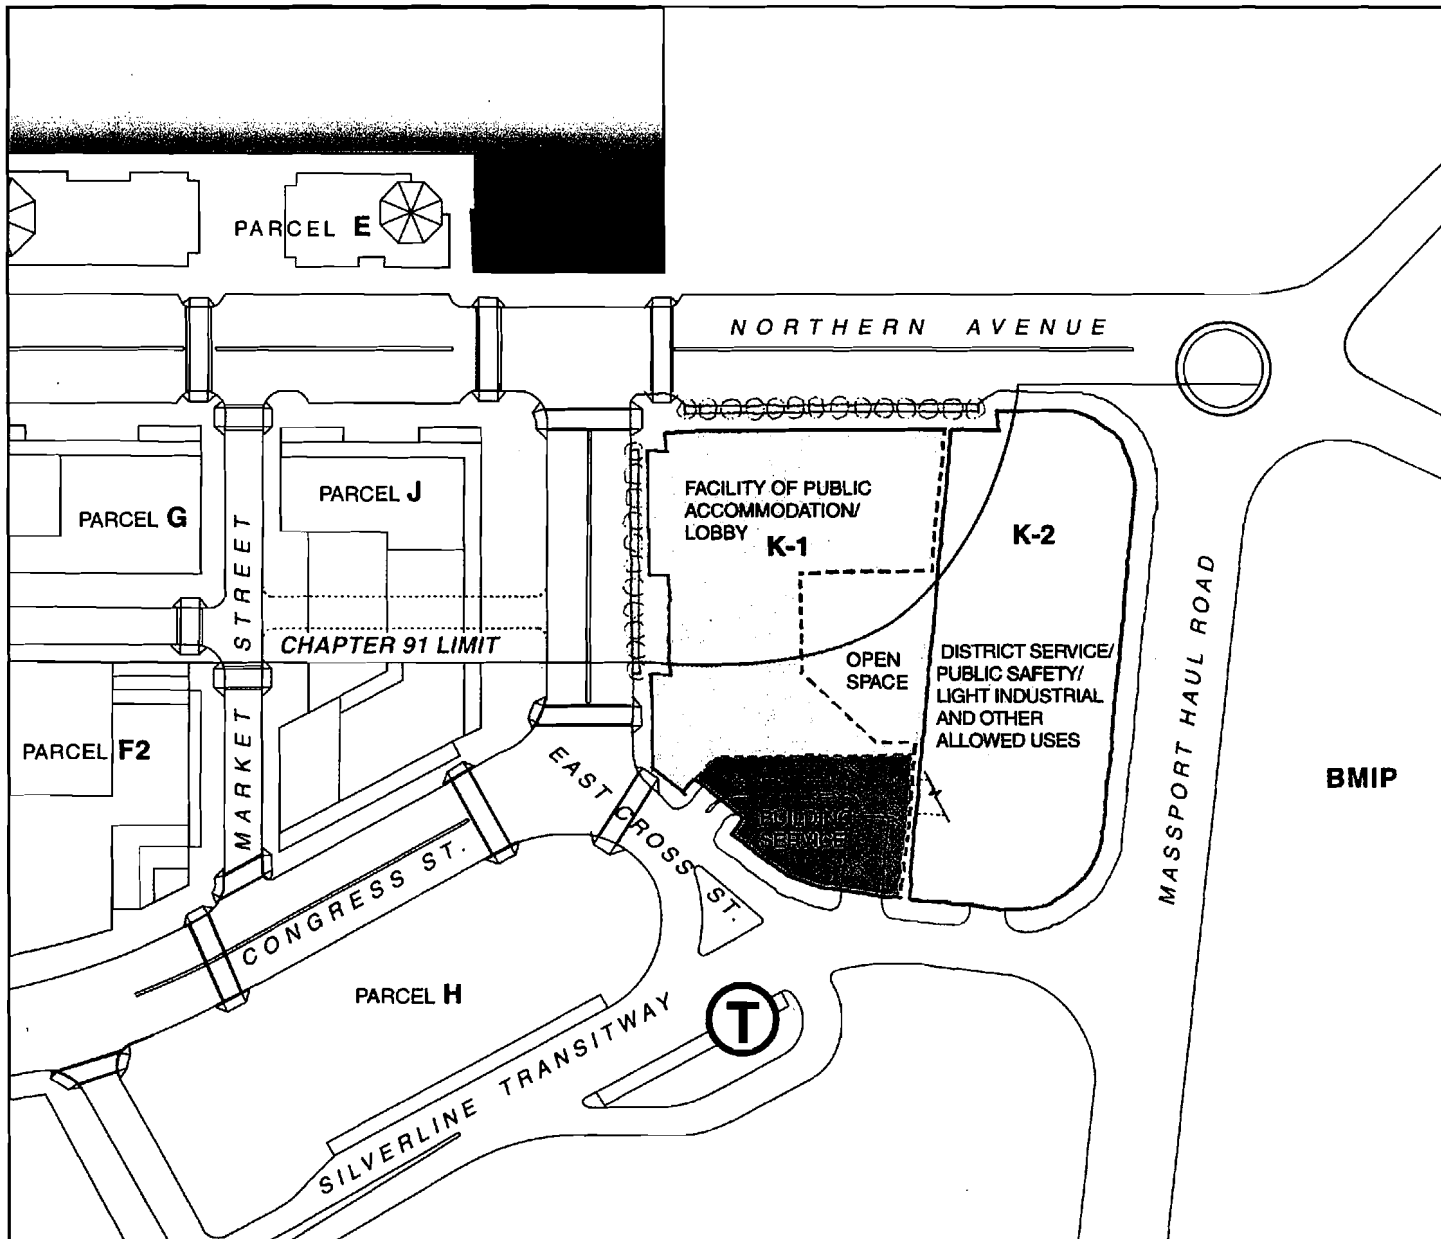 PARCEL E
NORTHERN AVENUE
FACILITY OF PUBLIC
ACCOMMODATION/
LOBBY
K-1
K-2
PARCEL J
PARCEL G
MARKET STREET
CHAPTER 91 LIMIT
OPEN
SPACE
DISTRICT SERVICE/
PUBLIC SAFETY/
LIGHT INDUSTRIAL
AND OTHER
ALLOWED USES
MASSPORT HAUL ROAD
PARCEL F2
BMIP
EAST CROSS ST.
BUILDING
SERVICE
CONGRESS ST.
PARCEL H
T
SILVERLINE TRANSITWAY